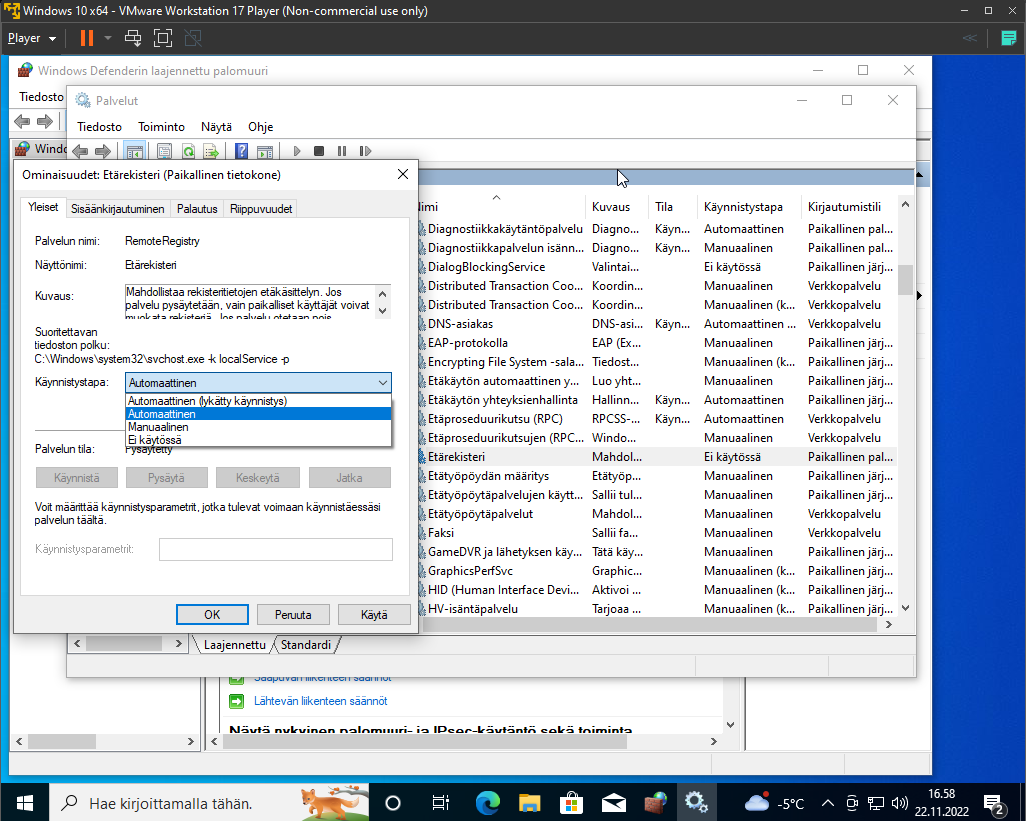 Windows 10 x64 - VMware Workstation 17 Player (Non-commercial use only)
Player
Windows Defenderin laajennettu palomuuri
Tiedosto
Windo
Palvelut
Tiedosto Toiminto Näytä Ohje
Ominaisuudet: Etärekisteri (Paikallinen tietokone)
Yleiset Sisäänkirjautuminen Palautus Riippuvuudet
Palvelun nimi: RemoteRegistry
Näyttönimi: Etärekisteri
Kuvaus: Mahdollistaa rekisteritietojen etäkäsittelyn. Jos
palvelu pysäytetään, vain paikalliset käyttäjät voivat
muokata rekisteriä. Jos palvelu otetaan pois
Suoritettavan
tiedoston polku:
C:\Windows\system32\svchost.exe -k localService -p
Käynnistystapa: Automaattinen
Automaattinen (lykätty käynnistys)
Automaattinen
Manuaalinen
Ei käytössä
Palvelun tila: Pysäytetty
Käynnistä Pysäytä Keskeytä Jatka
Voit määrittää käynnistysparametrit, jotka tulevat voimaan käynnistäessäsi
palvelun täältä.
Käynnistysparametrit:
OK Peruuta Käytä
Nimi Kuvaus Tila Käynnistystapa Kirjautumistili
Diagnostiikkakäytäntöpalvelu Diagno... Käyn... Automaattinen Paikallinen pal...
Diagnostiikkapalvelun isänn... Diagno... Käyn... Manuaalinen Paikallinen järj...
DialogBlockingService Valintai... Ei käytössä Paikallinen järj...
Distributed Transaction Coo... Koordin... Manuaalinen Verkkopalvelu
Distributed Transaction Coo... Koordin... Manuaalinen (k... Verkkopalvelu
DNS-asiakas DNS-asi... Käyn... Automaattinen ... Verkkopalvelu
EAP-protokolla EAP (Ex... Manuaalinen Paikallinen järj...
Encrypting File System -sala... Tiedost... Manuaalinen (k... Paikallinen järj...
Etäkäytön automaattinen y... Luo yht... Manuaalinen Paikallinen järj...
Etäkäytön yhteyksienhallinta Hallinn... Käyn... Automaattinen Paikallinen järj...
Etäproseduurikutsu (RPC) RPCSS-... Käyn... Automaattinen Verkkopalvelu
Etäproseduurikutsujen (RPC... Windo... Manuaalinen Verkkopalvelu
Etärekisteri Mahdol... Ei käytössä Paikallinen pal...
Etätyöpöydän määritys Etätyöp... Manuaalinen Paikallinen järj...
Etätyöpöytäpalvelujen käytt... Sallii tul... Manuaalinen Paikallinen järj...
Etätyöpöytäpalvelut Sallii k... Manuaalinen Verkkopalvelu
Faksi Sallii fa... Manuaalinen Verkkopalvelu
GameDVR ja lähetyksen käy... Tätä käy... Manuaalinen Paikallinen järj...
GraphicsPerfSvc Graphic... Manuaalinen (k... Paikallinen järj...
HID (Human Interface Devi... Aktivoi ... Manuaalinen (k... Paikallinen järj...
HV-isäntäpalvelu Tarjoaa ... Manuaalinen (k... Paikallinen järj...
Laajennettu Standardi
Saapuvan liikenteen säännöt
Lähtevän liikenteen säännöt
Näytä nykyinen palomuuri- ja IPsec-käytäntö sekä toiminta
Hae kirjoittamalla tähän.
-5°C
16.58
22.11.2022
2